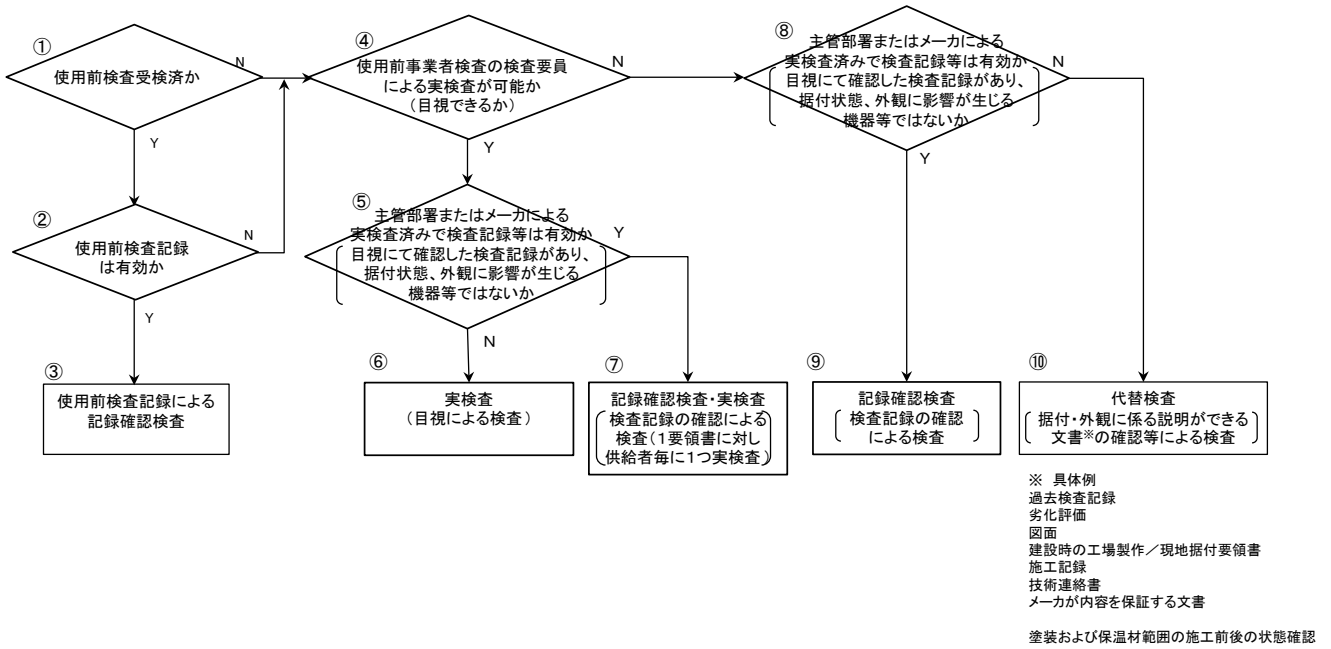 ①
使用前検査受検済か
N
Y
②
使用前検査記録
は有効か
N
Y
③
使用前検査記録による
記録確認検査
④
使用前事業者検査の検査要員
による実検査が可能か
(目視できるか)
N
Y
⑤
主管部署またはメーカによる
実検査済みで検査記録等は有効か
目視にて確認した検査記録があり、
据付状態、外観に影響が生じる
機器等ではないか
Y
N
⑥
実検査
(目視による検査)
⑦
記録確認検査・実検査
検査記録の確認による
検査(1要領書に対し
供給者毎に1つ実検査)
⑧
主管部署またはメーカによる
実検査済みで検査記録等は有効か
目視にて確認した検査記録があり、
据付状態、外観に影響が生じる
機器等ではないか
N
Y
⑨
記録確認検査
検査記録の確認
による検査
⑩
代替検査
据付・外観に係る説明ができる
文書※の確認等による検査
※ 具体例
過去検査記録
劣化評価
図面
建設時の工場製作/現地据付要領書
施工記録
技術連絡書
メーカが内容を保証する文書
塗装および保温材範囲の施工前後の状態確認